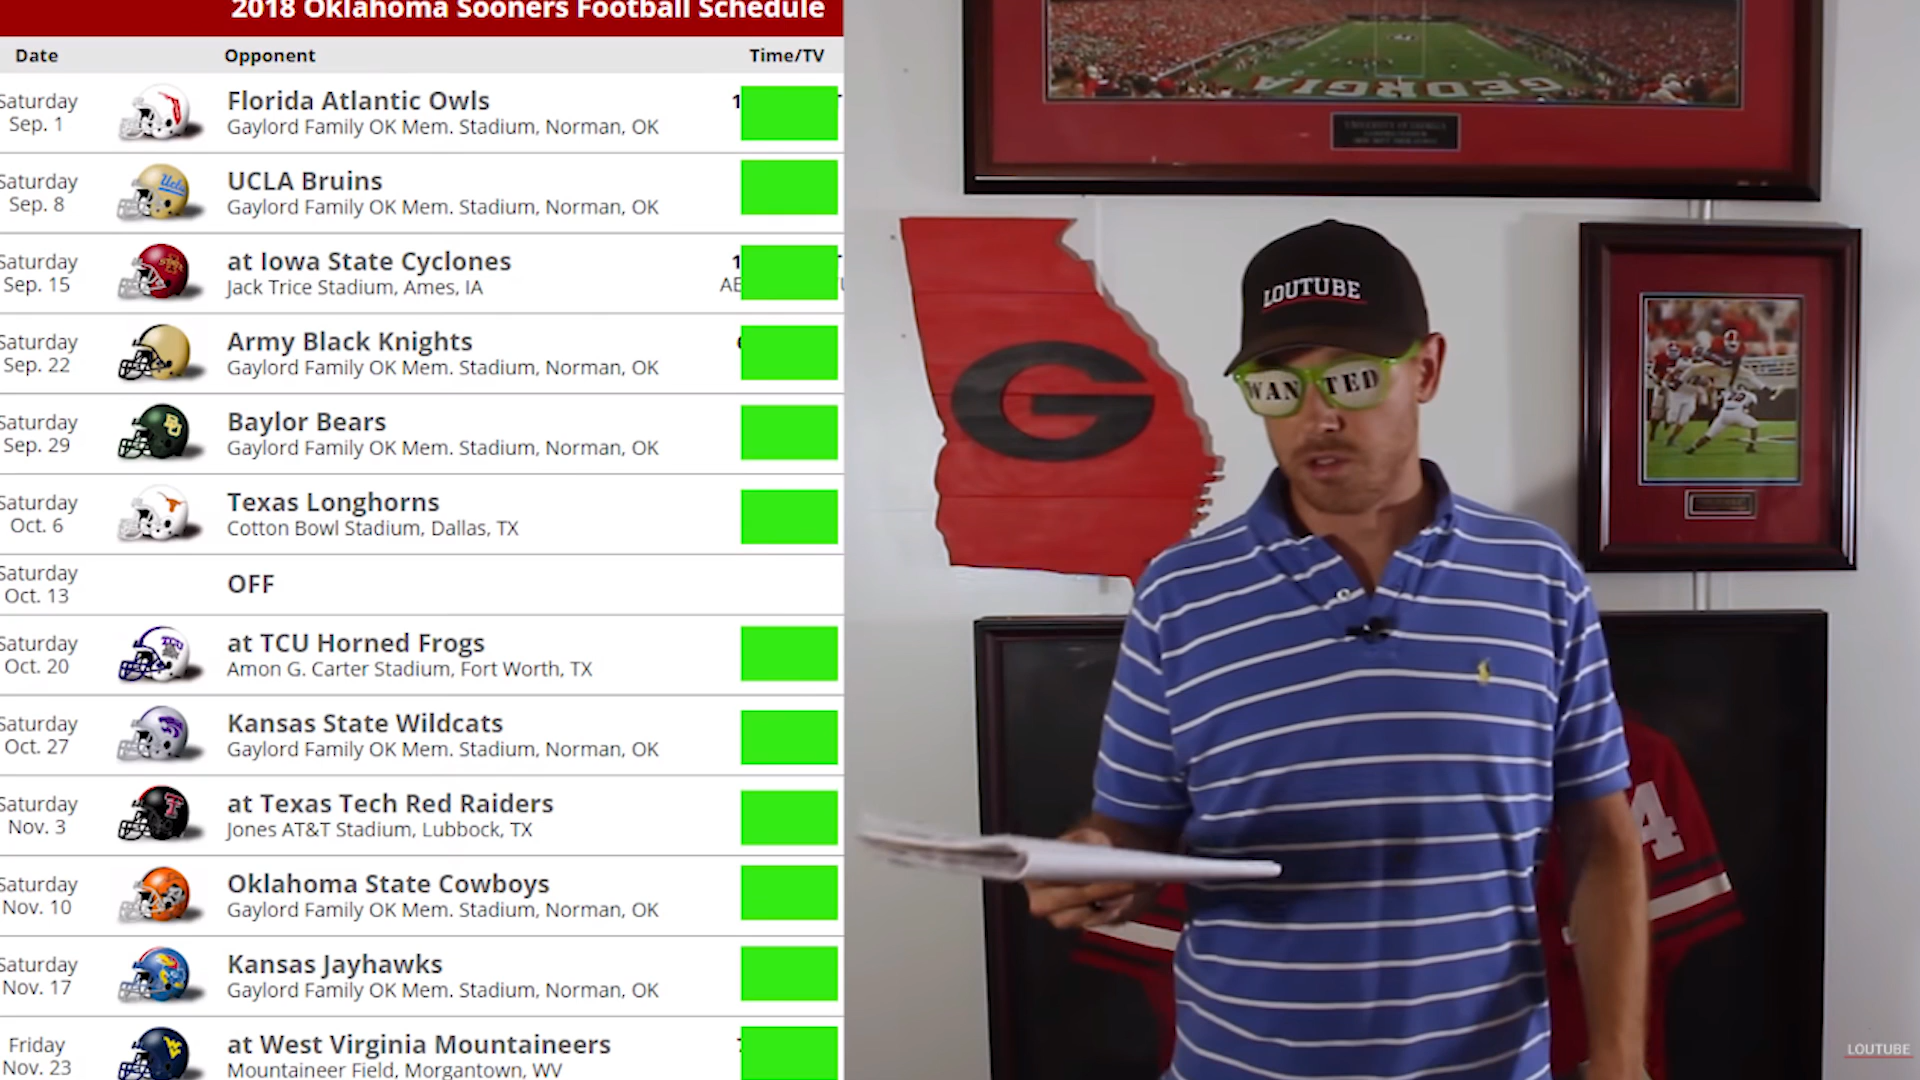 2018 Oklahoma Sooners Football Schedule
Date Opponent Time/TV
Saturday
Sep. 1
Florida Atlantic Owls
Gaylord Family OK Mem. Stadium, Norman, OK
Saturday
Sep. 8
UCLA Bruins
Gaylord Family OK Mem. Stadium, Norman, OK
Saturday
Sep. 15
at Iowa State Cyclones
Jack Trice Stadium, Ames, IA
Saturday
Sep. 22
Army Black Knights
Gaylord Family OK Mem. Stadium, Norman, OK
Saturday
Sep. 29
Baylor Bears
Gaylord Family OK Mem. Stadium, Norman, OK
Saturday
Oct. 6
Texas Longhorns
Cotton Bowl Stadium, Dallas, TX
Saturday
Oct. 13
OFF
Saturday
Oct. 20
at TCU Horned Frogs
Amon G. Carter Stadium, Fort Worth, TX
Saturday
Oct. 27
Kansas State Wildcats
Gaylord Family OK Mem. Stadium, Norman, OK
Saturday
Nov. 3
at Texas Tech Red Raiders
Jones AT&T Stadium, Lubbock, TX
Saturday
Nov. 10
Oklahoma State Cowboys
Gaylord Family OK Mem. Stadium, Norman, OK
Saturday
Nov. 17
Kansas Jayhawks
Gaylord Family OK Mem. Stadium, Norman, OK
Friday
Nov. 23
at West Virginia Mountaineers
Mountaineer Field, Morgantown, WV
GEORGIA
UNIVERSITY OF GEORGIA
G
LOUTUBE
WANTED
4
LOUTUBE